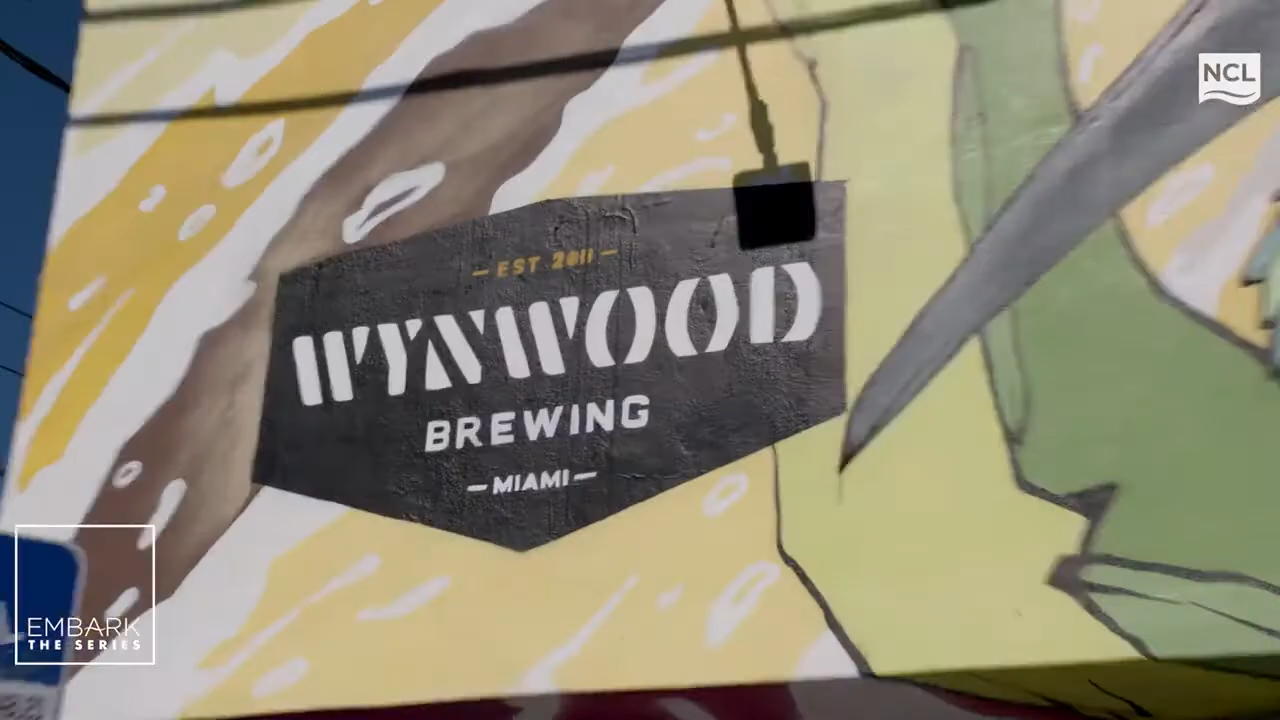 NCL
— EST 2011 —
WYNWOOD
BREWING
— MIAMI —
EMBARK
THE SERIES